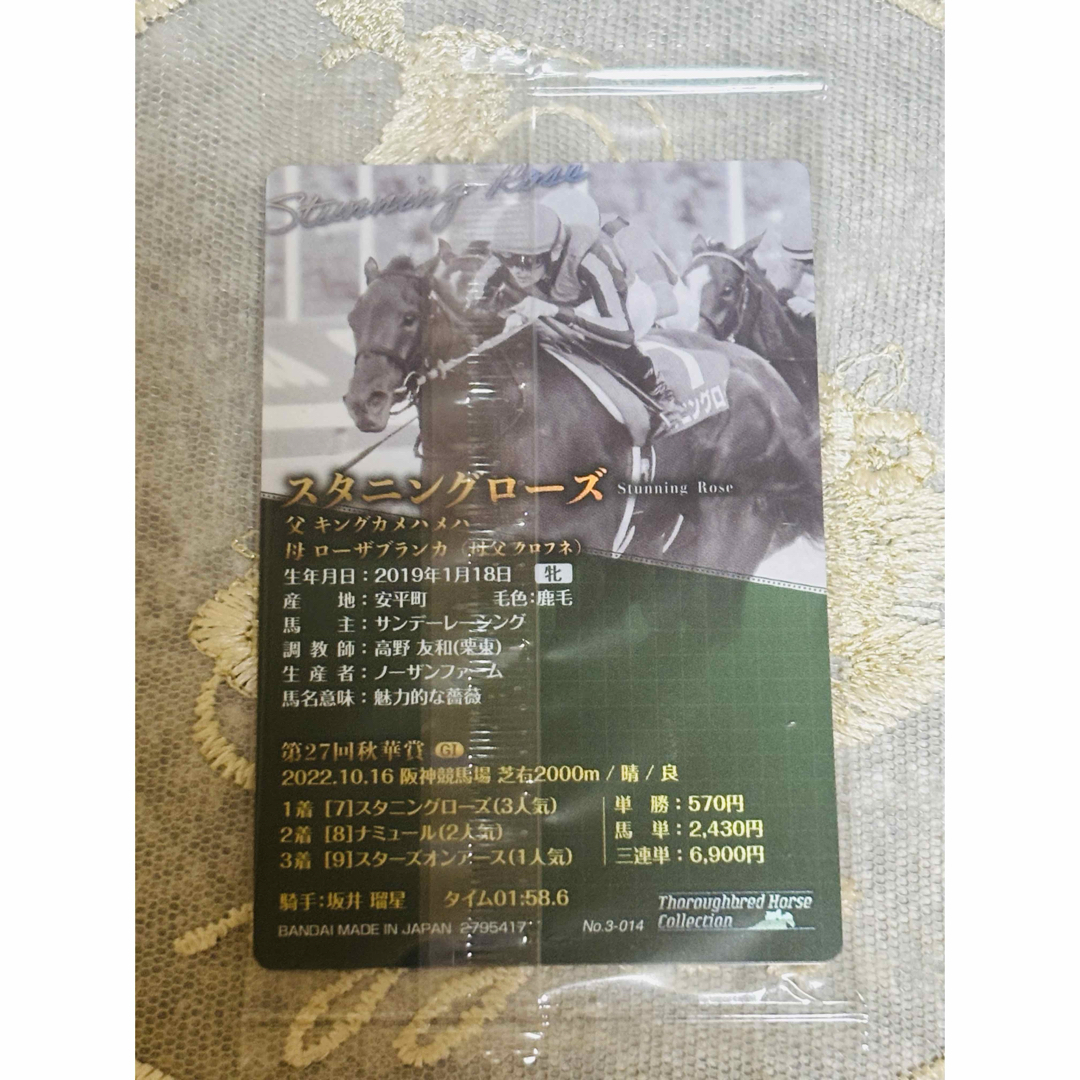 Stunning Rose
ニングロ
スタニングローズ Stunning Rose
父 キングカメハメハ
母 ローザブランカ (母父 クロフネ)
生年月日：2019年1月18日 牝
産 地：安平町 毛色：鹿毛
馬 主：サンデーレーシング
調教師：高野 友和(栗東)
生産者：ノーザンファーム
馬名意味：魅力的な薔薇
第27回秋華賞 GI
2022.10.16 阪神競馬場 芝右2000m / 晴 / 良
1着 [7]スタニングローズ(3人気) 単 勝：570円
2着 [8]ナミュール(2人気) 馬 単：2,430円
3着 [9]スターズオンアース(1人気) 三連単：6,900円
騎手：坂井 瑠星 タイム01:58.6
Thoroughbred Horse
Collection
BANDAI MADE IN JAPAN 2795417 No.3-014